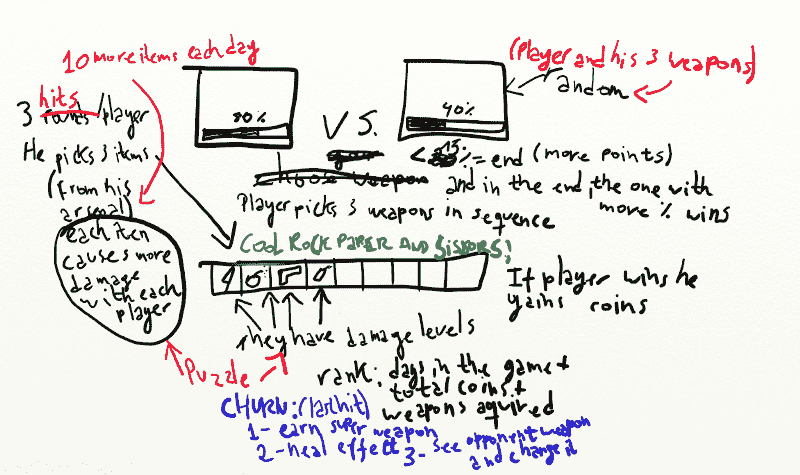 10 more items each day
(Player and his 3 weapons)
andom
80%
40%
VS.
3 hits /player
He picks 3 items
(from his
arsenal)
< 15% = end (more points)
choose weapon
and in the end, the one with
more % wins
Player picks 3 weapons in sequence
each item
causes more
damage
with each
player
COOL ROCK PAPER AND SISSORS!
If player wins he
gains coins
They have damage levels
Puzzle
rank: days in the game +
total coins +
weapons aquired
CHURN: (last hit)
1- earn super weapon
2- heal effect
3- see opponent weapon
and change it